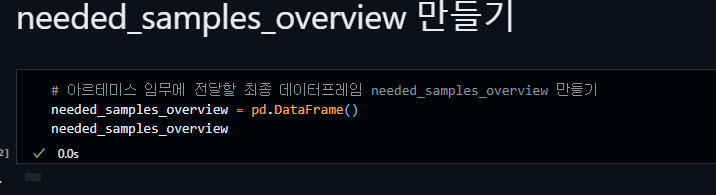 needed_samples_overview 만들기
# 아르테미스 임무에 전달할 최종 데이터프레임 needed_samples_overview 만들기
needed_samples_overview = pd.DataFrame()
needed_samples_overview
2]
0.0s